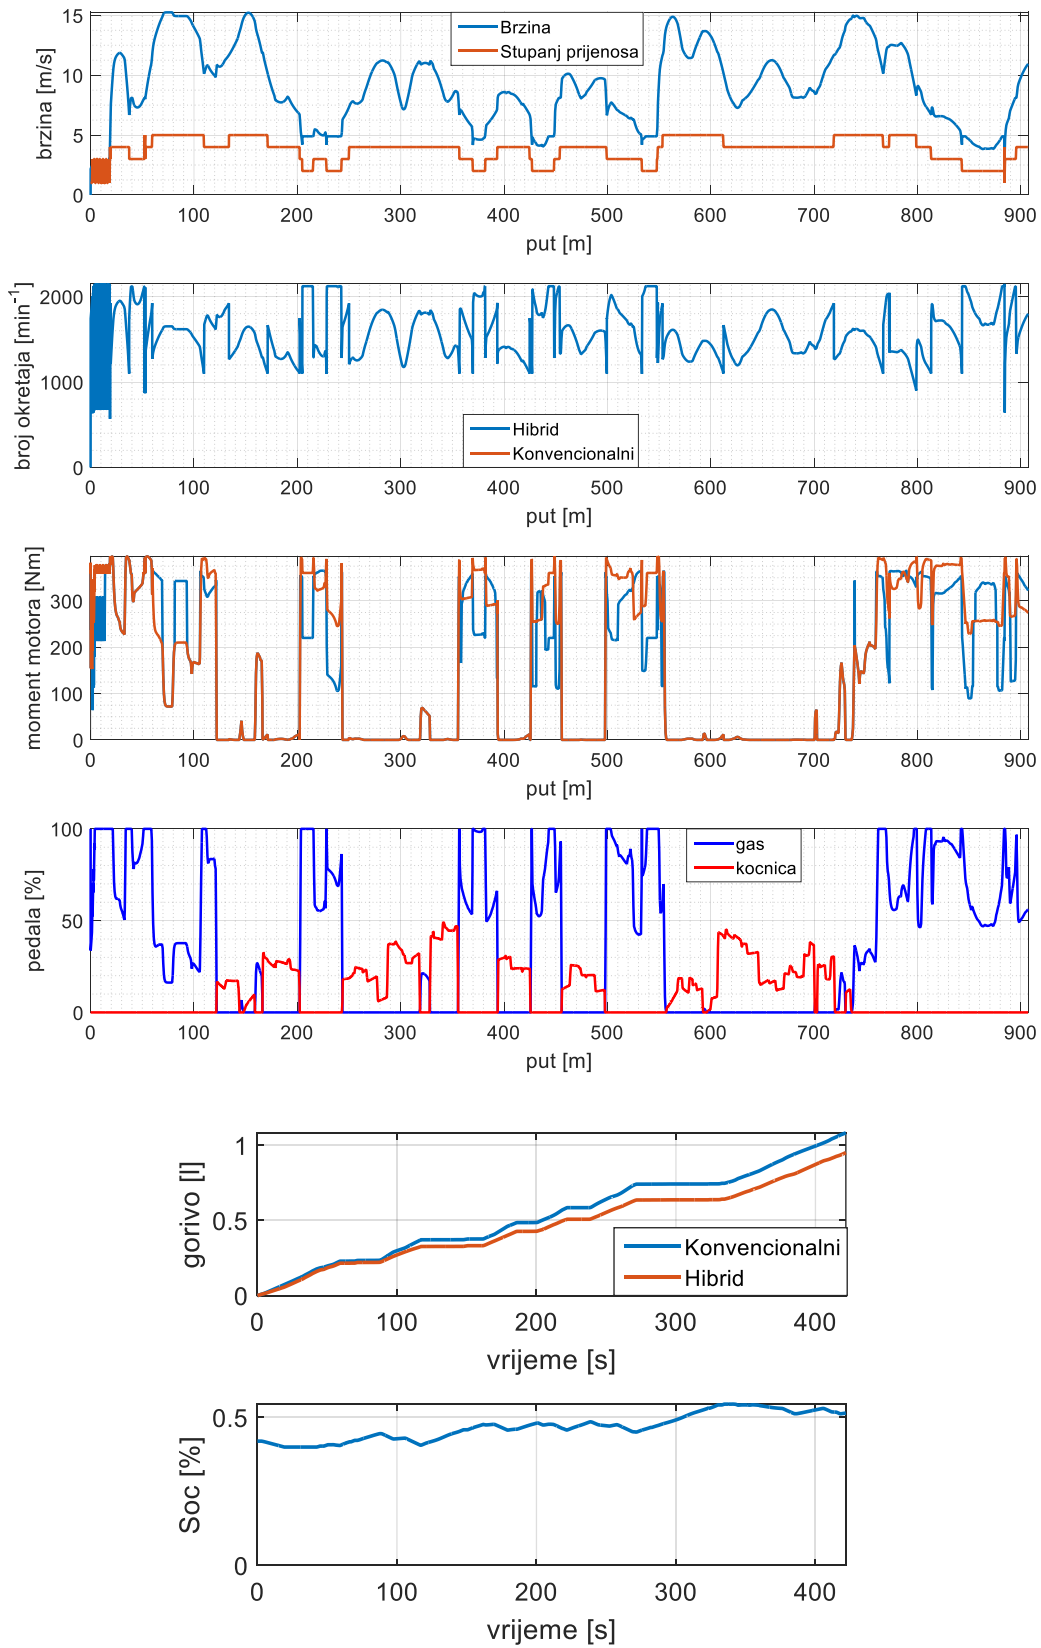 15
10
5
0
brzina [m/s]
Brzina
Stupanj prijenosa
0 100 200 300 400 500 600 700 800 900
put [m]
2000
1000
0
broj okretaja [min-1]
Hibrid
Konvencionalni
0 100 200 300 400 500 600 700 800 900
put [m]
300
200
100
0
moment motora [Nm]
0 100 200 300 400 500 600 700 800 900
put [m]
100
50
0
pedala [%]
gas
kocnica
0 100 200 300 400 500 600 700 800 900
put [m]
1
0.5
0
gorivo [l]
Konvencionalni
Hibrid
0 100 200 300 400
vrijeme [s]
0.5
0
Soc [%]
0 100 200 300 400
vrijeme [s]